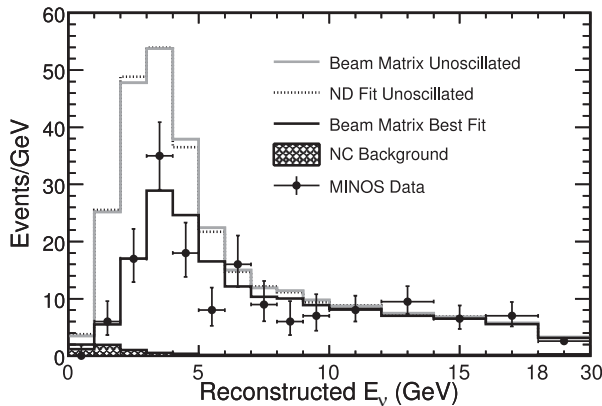 60
50
40
30
20
10
0
Events/GeV
Beam Matrix Unoscillated
ND Fit Unoscillated
Beam Matrix Best Fit
NC Background
MINOS Data
0 5 10 15 18 30
Reconstructed Eν (GeV)